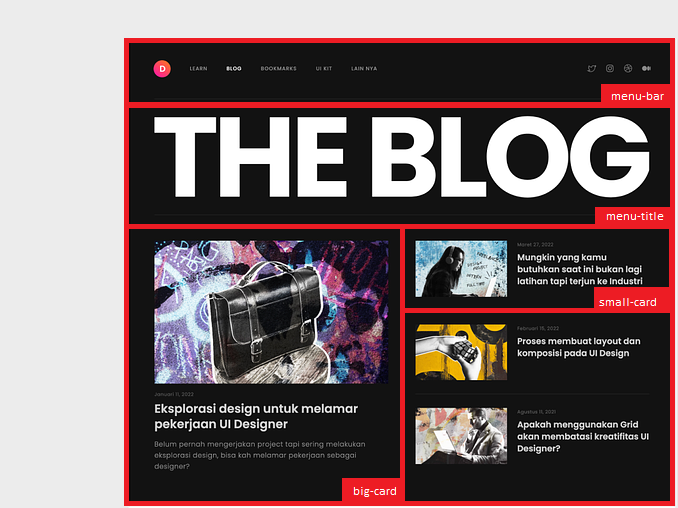 D LEARN BLOG BOOKMARKS UI KIT LAIN NYA
menu-bar
THE BLOG
menu-title
Januari 11, 2022
Eksplorasi design untuk melamar
pekerjaan UI Designer
Belum pernah mengerjakan project tapi sering melakukan
eksplorasi design, bisa kah melamar pekerjaan sebagai
designer?
big-card
Maret 27, 2022
Mungkin yang kamu
butuhkan saat ini bukan lagi
latihan tapi terjun ke Industri
small-card
Februari 15, 2022
Proses membuat layout dan
komposisi pada UI Design
Agustus 11, 2021
Apakah menggunakan Grid
akan membatasi kreatifitas UI
Designer?